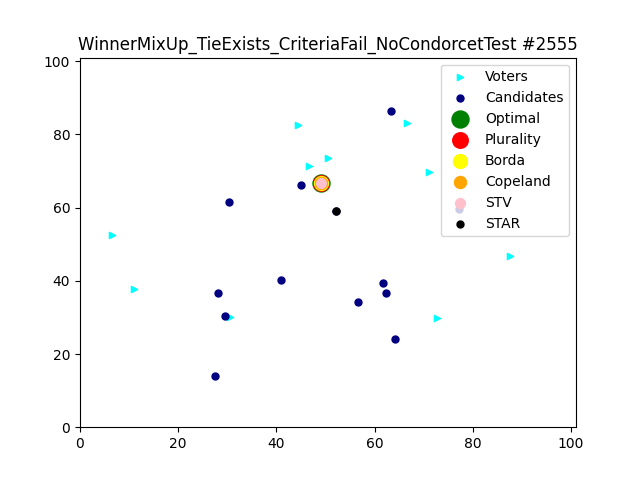 WinnerMixUp_TieExists_CriteriaFail_NoCondorcetTest #2555
100
80
60
40
20
0
0
20
40
60
80
100
Voters
Candidates
Optimal
Plurality
Borda
Copeland
STV
STAR